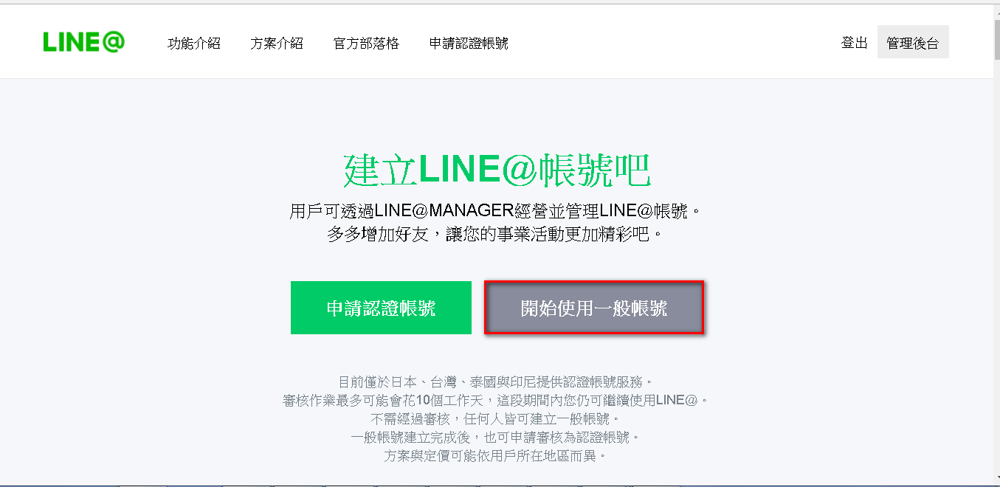 LINE@
功能介紹
方案介紹
官方部落格
申請認證帳號
登出
管理後台
建立LINE@帳號吧
用戶可透過LINE@MANAGER經營並管理LINE@帳號。
多多增加好友，讓您的事業活動更加精彩吧。
申請認證帳號
開始使用一般帳號
目前僅於日本、台灣、泰國與印尼提供認證帳號服務。
審核作業最多可能會花10個工作天，這段期間內您仍可繼續使用LINE@。
不需經過審核，任何人皆可建立一般帳號。
一般帳號建立完成後，也可申請審核為認證帳號。
方案與定價可能依用戶所在地區而異。